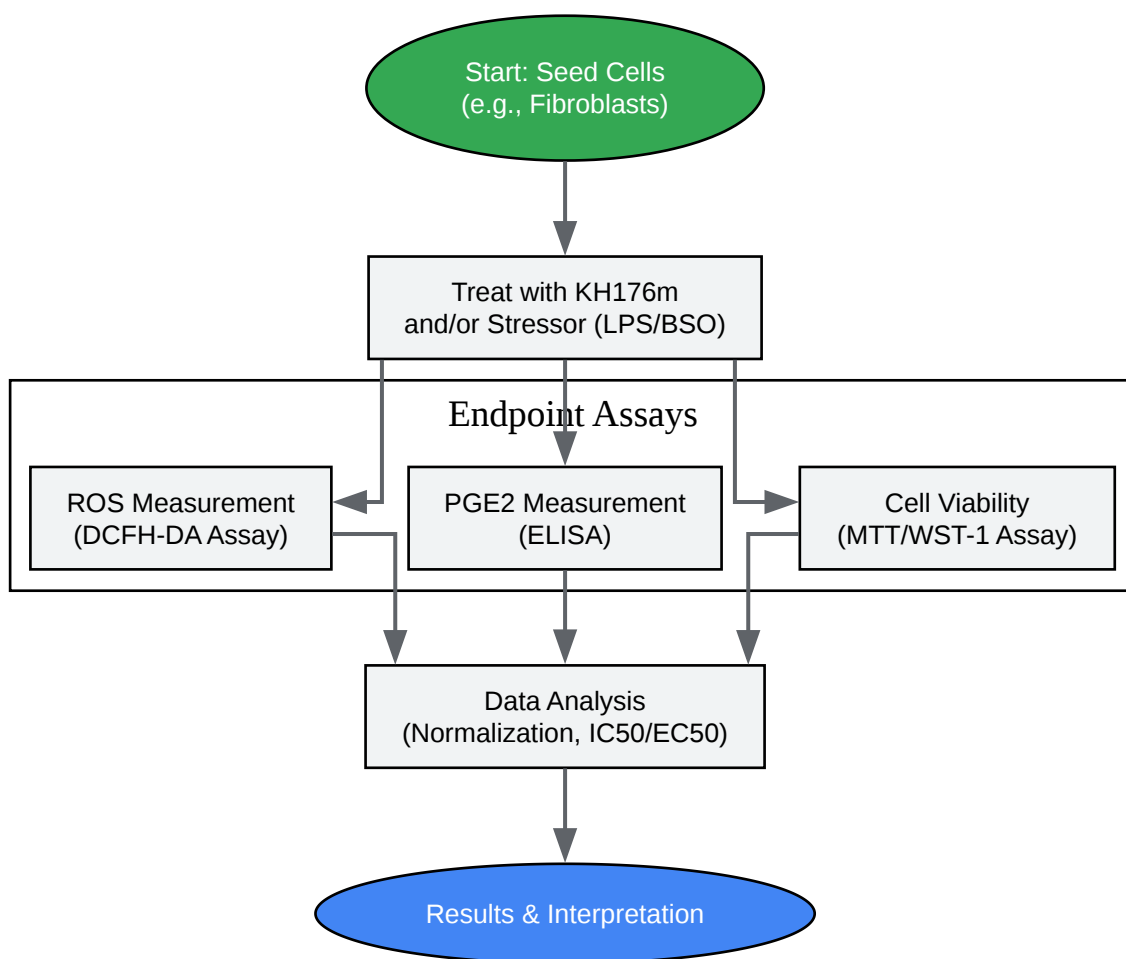 Start: Seed Cells
(e.g., Fibroblasts)
Treat with KH176m
and/or Stressor (LPS/BSO)
Endpoint Assays
ROS Measurement
(DCFH-DA Assay)
PGE2 Measurement
(ELISA)
Cell Viability
(MTT/WST-1 Assay)
Data Analysis
(Normalization, IC50/EC50)
Results & Interpretation